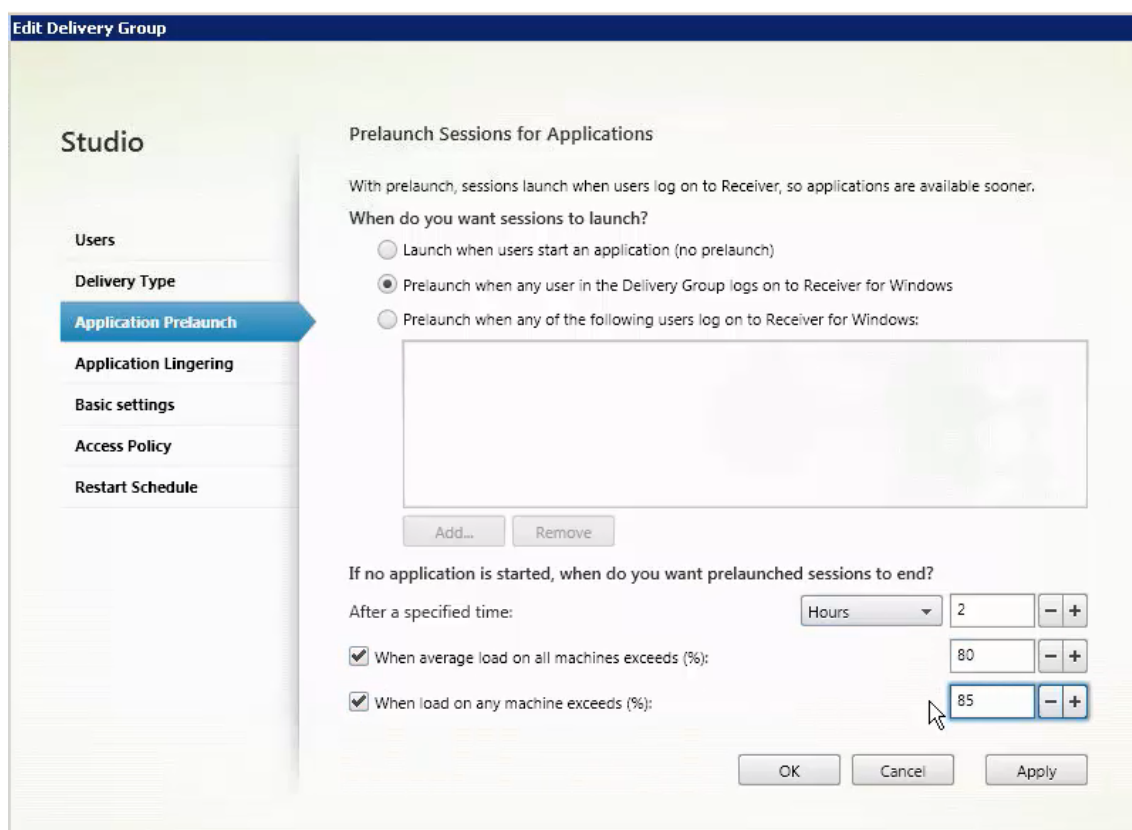 Edit Delivery Group
Studio
Users
Delivery Type
Application Prelaunch
Application Lingering
Basic settings
Access Policy
Restart Schedule
Prelaunch Sessions for Applications
With prelaunch, sessions launch when users log on to Receiver, so applications are available sooner.
When do you want sessions to launch?
Launch when users start an application (no prelaunch)
Prelaunch when any user in the Delivery Group logs on to Receiver for Windows
Prelaunch when any of the following users log on to Receiver for Windows:
Add... Remove
If no application is started, when do you want prelaunched sessions to end?
After a specified time: Hours 2 − +
When average load on all machines exceeds (%): 80 − +
When load on any machine exceeds (%): 85 − +
OK Cancel Apply